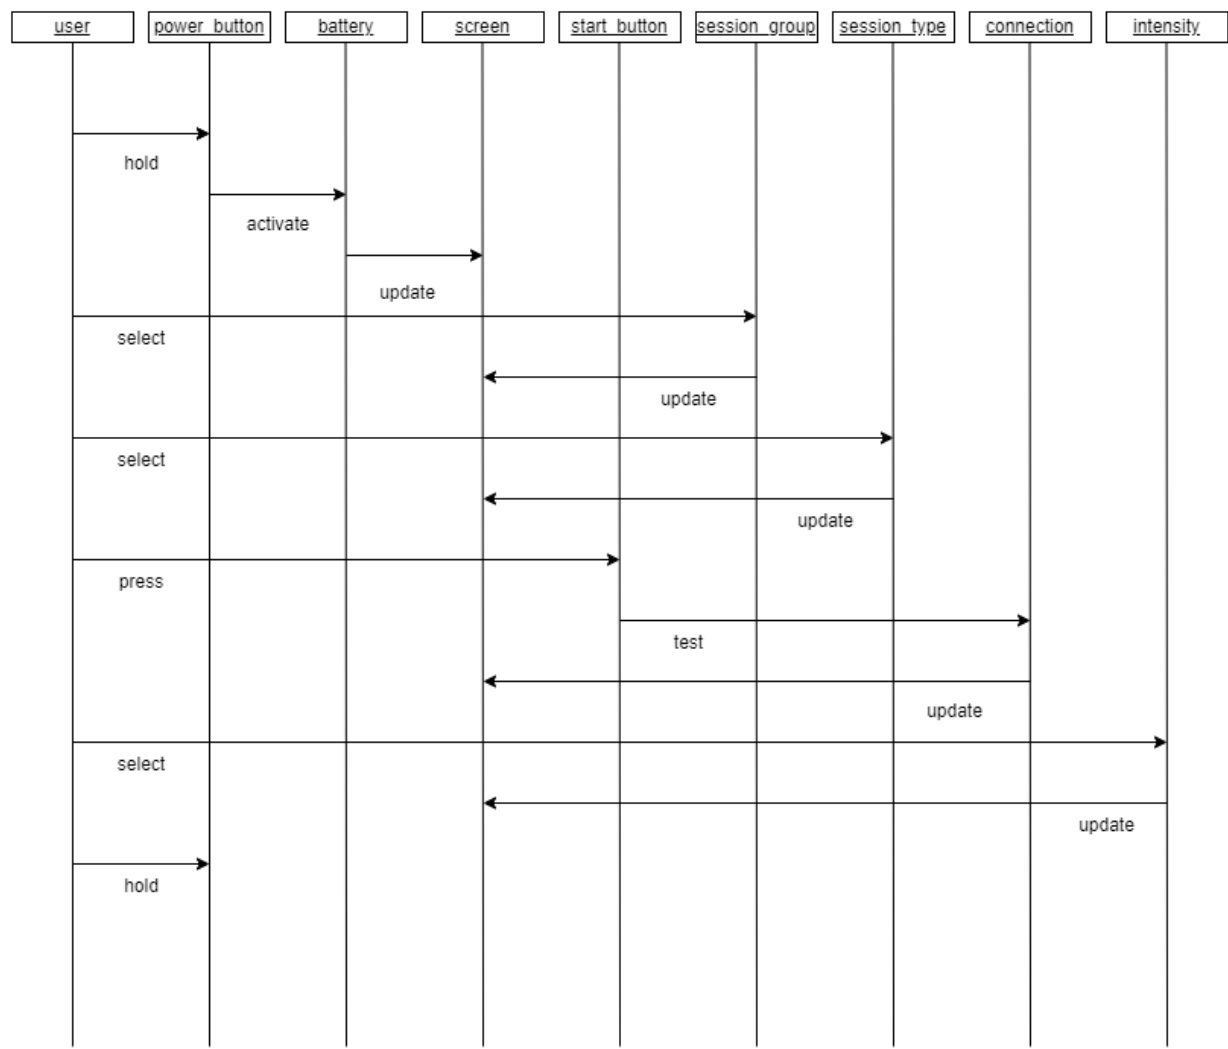 user power_button battery screen start_button session_group session_type connection intensity
hold
activate
update
select
update
select
update
press
test
update
select
update
hold